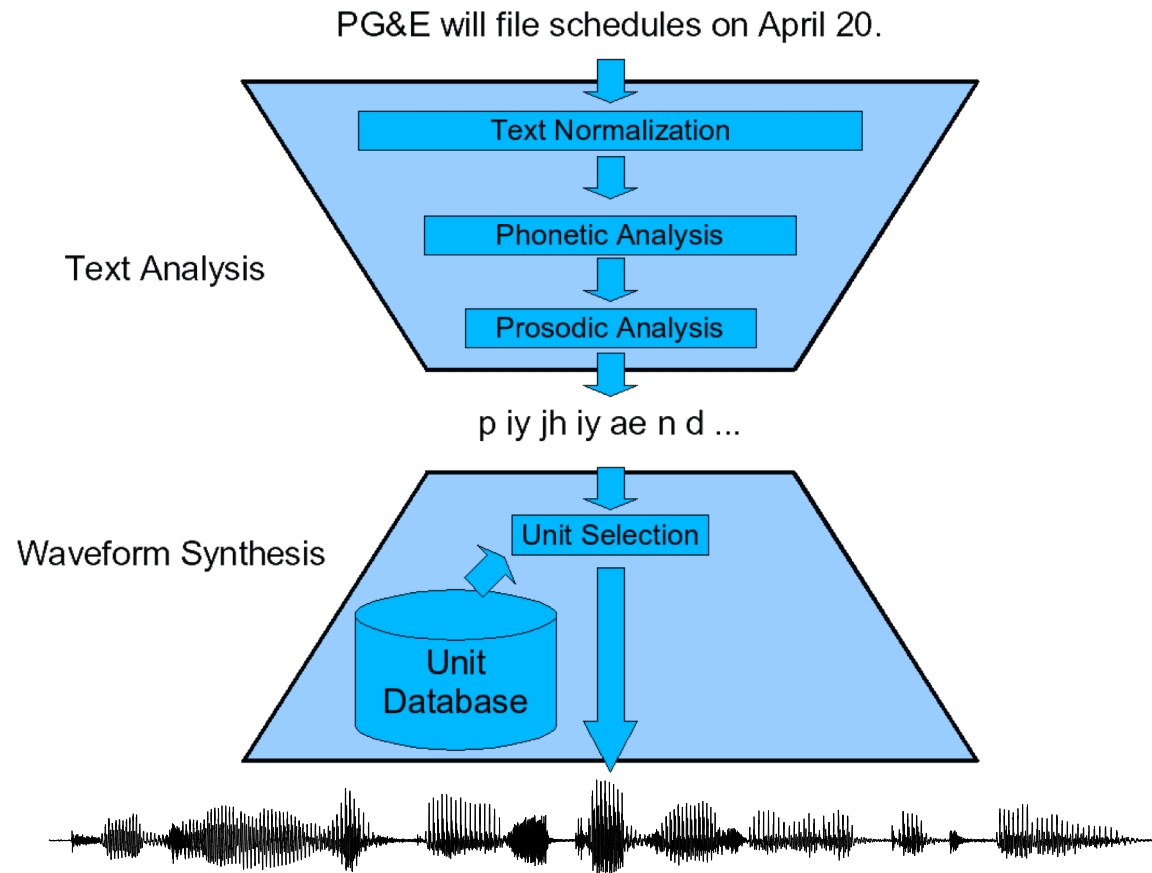 PG&E will file schedules on April 20.
Text Normalization
Phonetic Analysis
Text Analysis
Prosodic Analysis
p iy jh iy ae n d ...
Unit Selection
Waveform Synthesis
Unit
Database